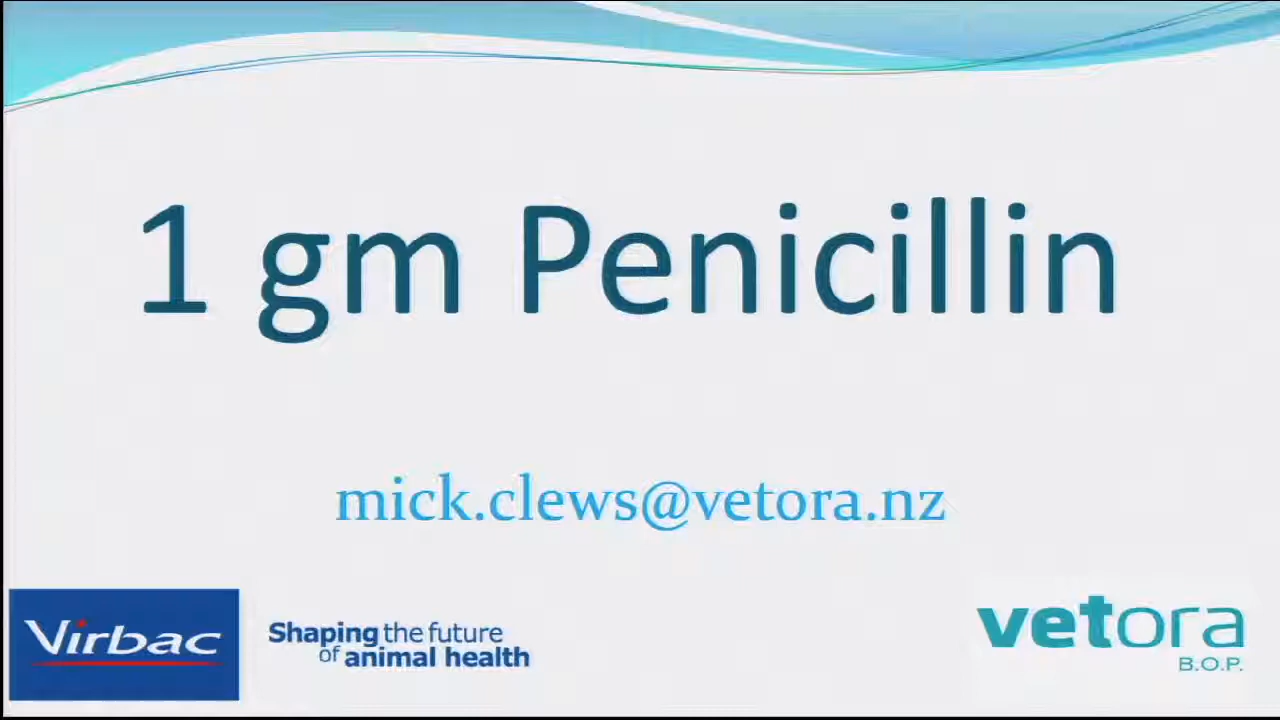 1 gm Penicillin
mick.clews@vetora.nz
Virbac
Shaping the future
of animal health
vetora
B.O.P.